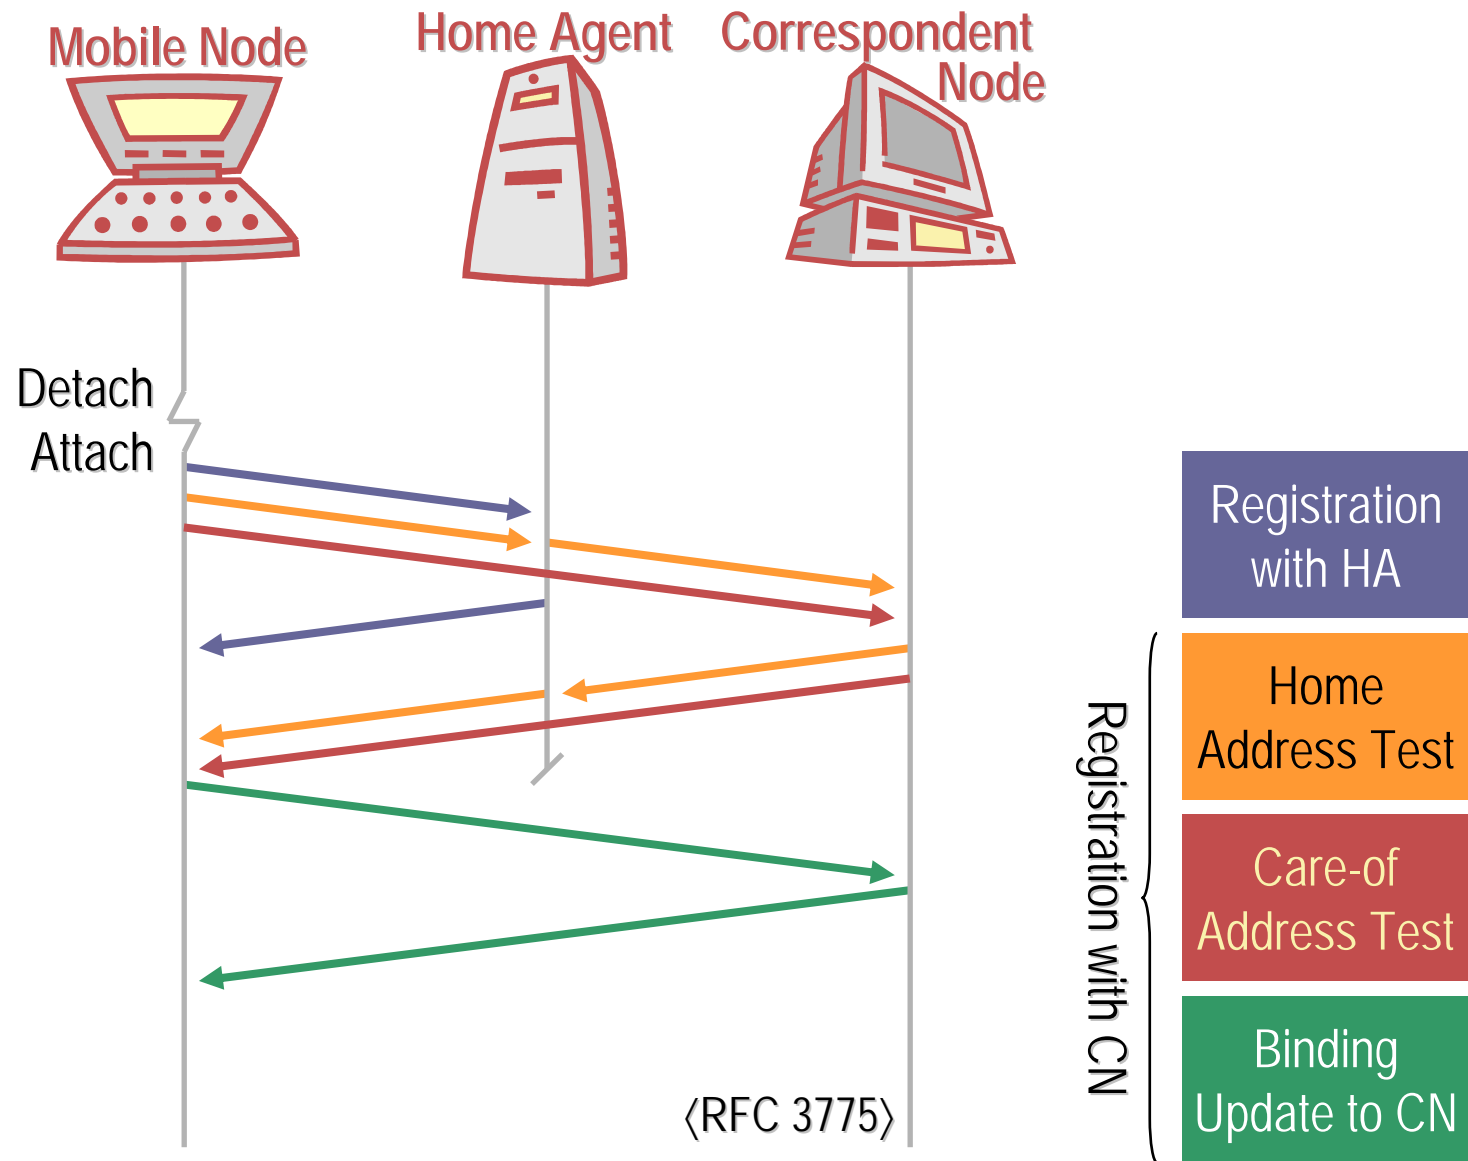 Mobile Node
Home Agent
Correspondent
Node
Detach
Attach
Registration
with HA
Home
Address Test
Care-of
Address Test
Binding
Update to CN
Registration with CN
〈RFC 3775〉